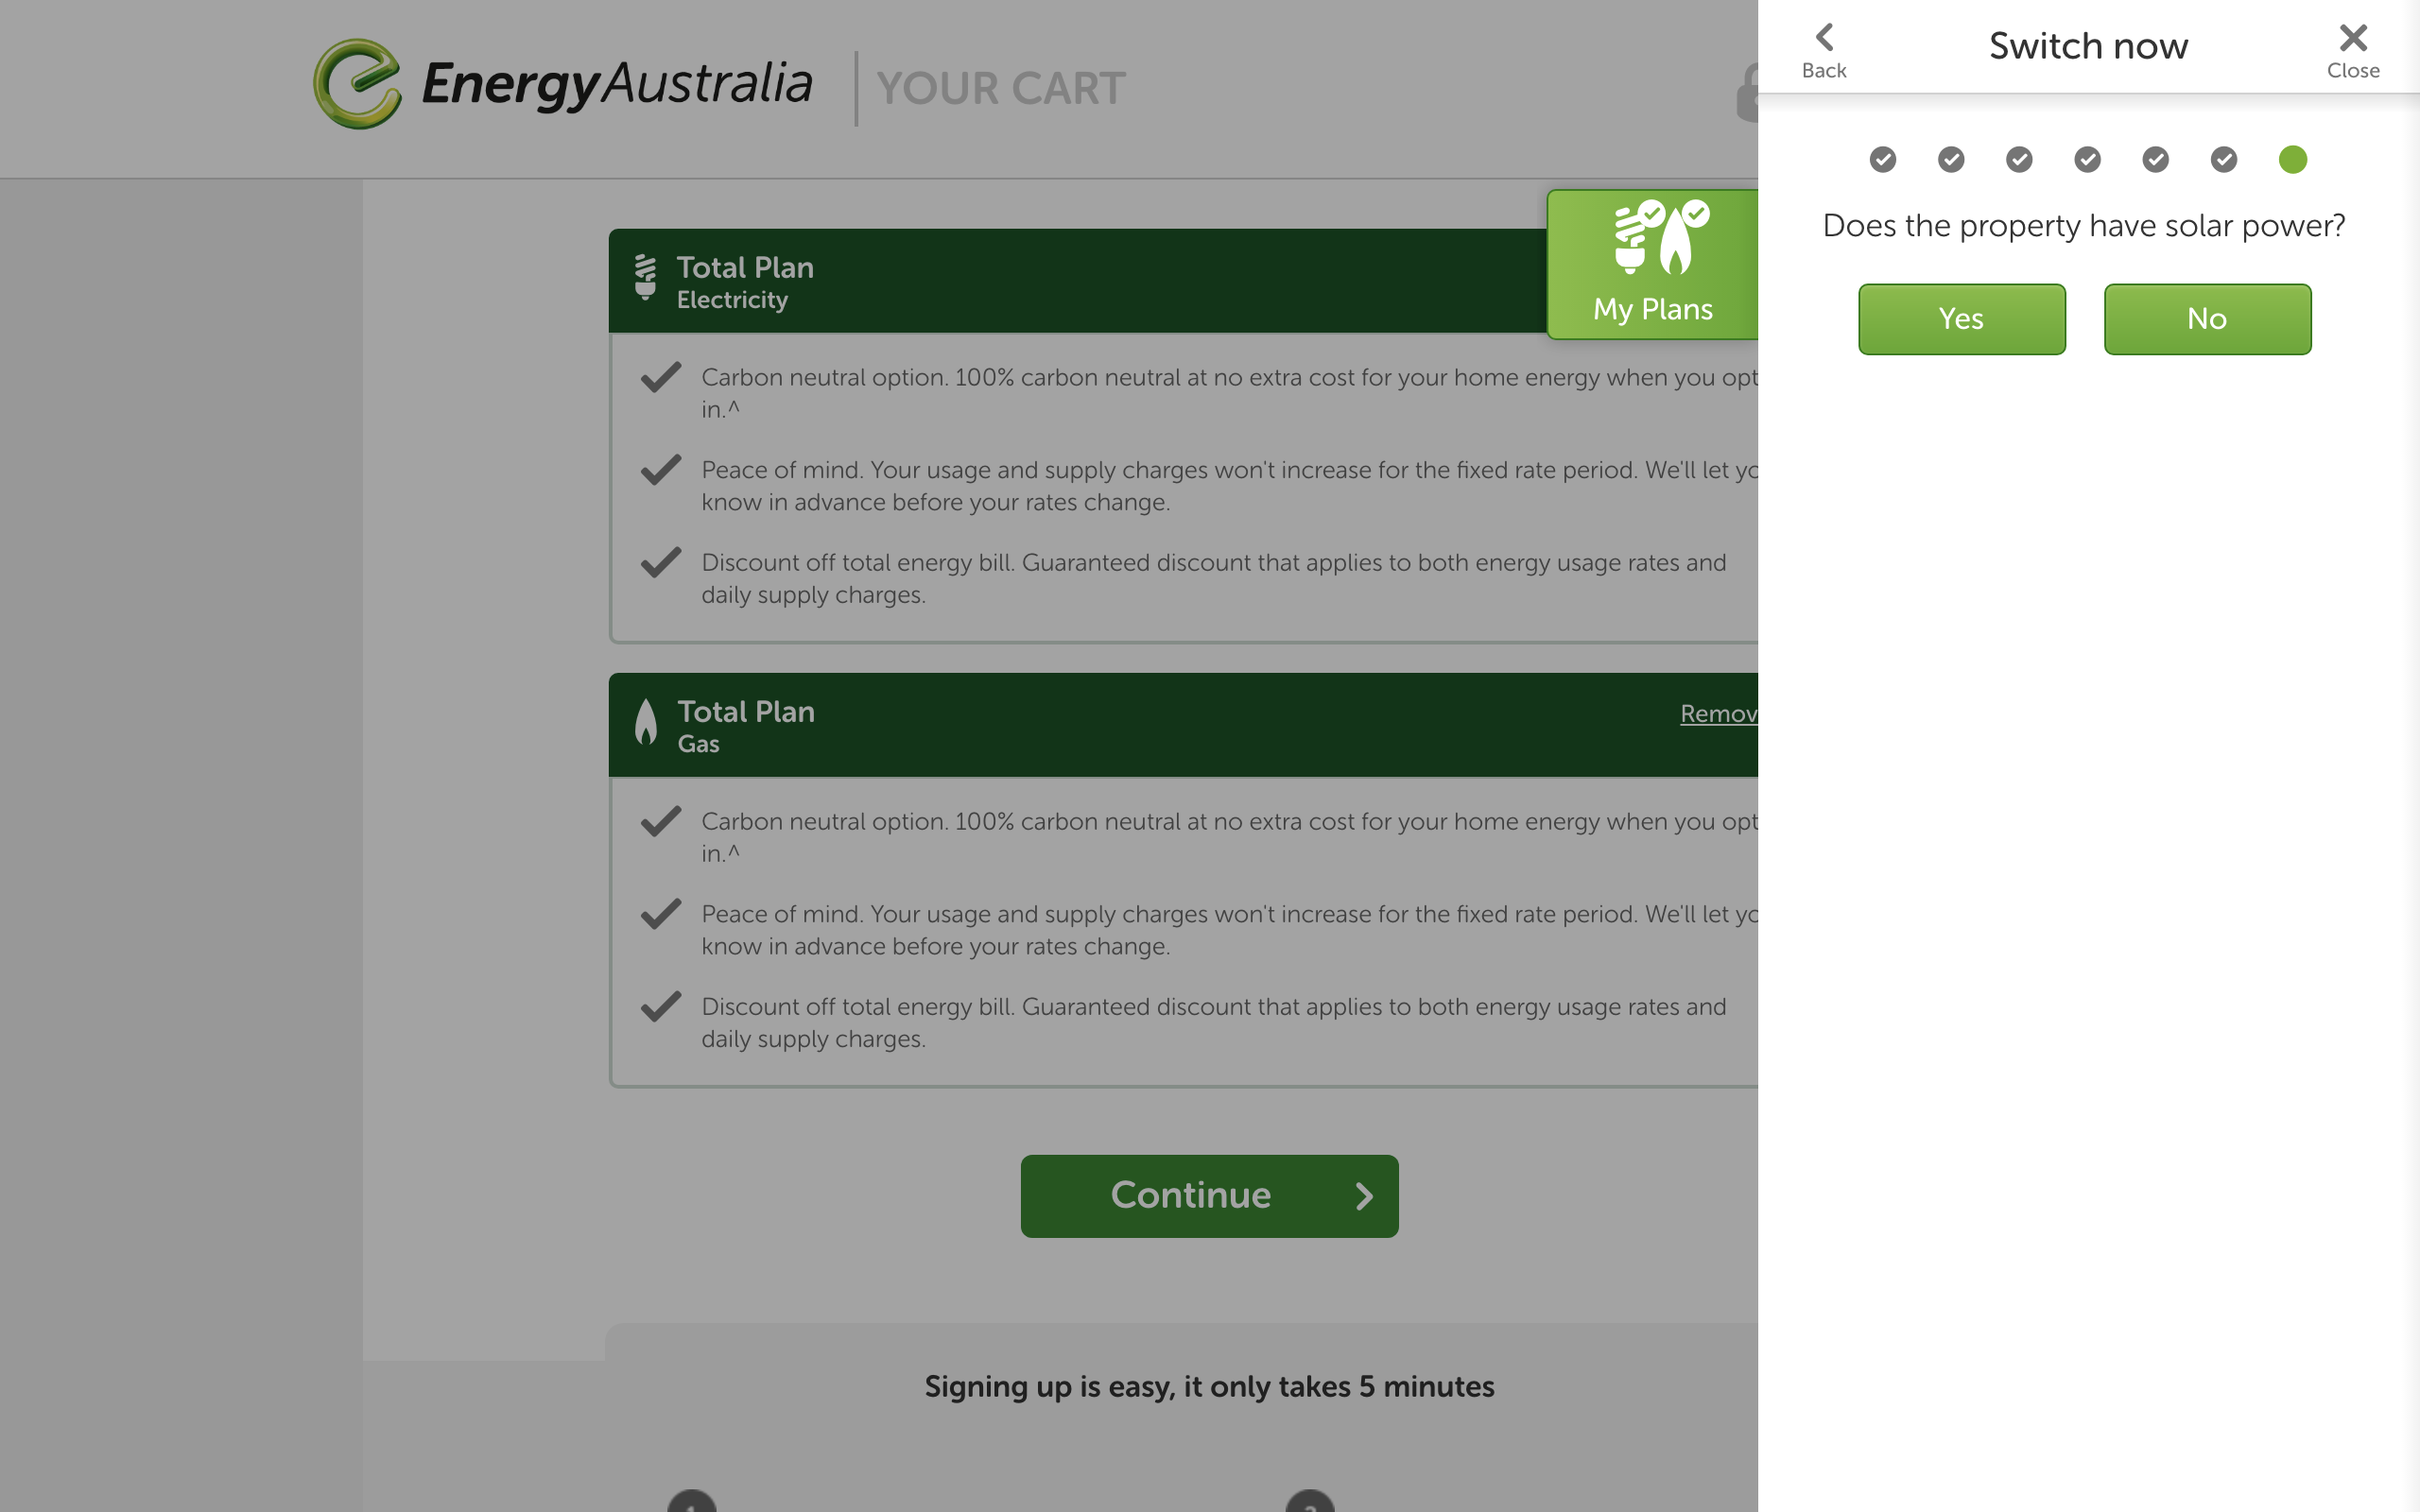 EnergyAustralia
YOUR CART
Total Plan
Electricity
My Plans
Carbon neutral option. 100% carbon neutral at no extra cost for your home energy when you opt
in.^
Peace of mind. Your usage and supply charges won't increase for the fixed rate period. We'll let yo
know in advance before your rates change.
Discount off total energy bill. Guaranteed discount that applies to both energy usage rates and
daily supply charges.
Total Plan
Gas
Remov
Carbon neutral option. 100% carbon neutral at no extra cost for your home energy when you opt
in.^
Peace of mind. Your usage and supply charges won't increase for the fixed rate period. We'll let yo
know in advance before your rates change.
Discount off total energy bill. Guaranteed discount that applies to both energy usage rates and
daily supply charges.
Continue
Signing up is easy, it only takes 5 minutes
Back
Switch now
Close
Does the property have solar power?
Yes
No